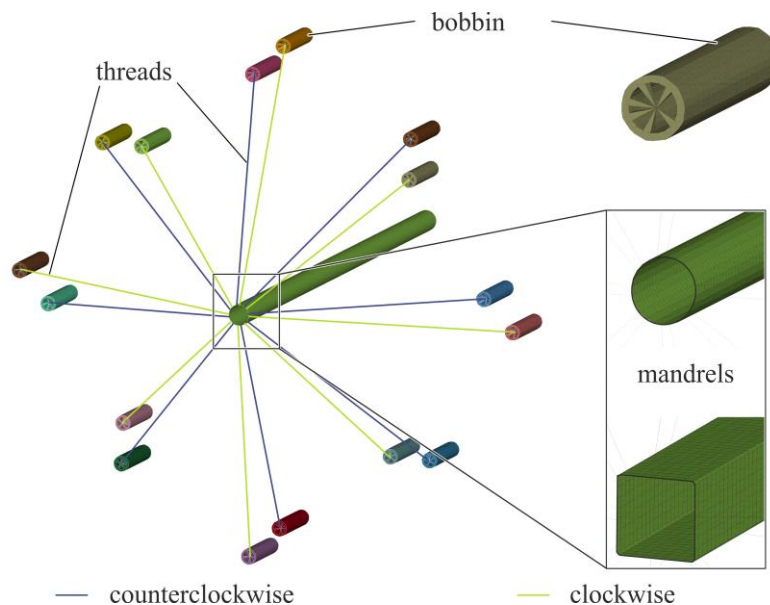 bobbin
threads
mandrels
counterclockwise
clockwise